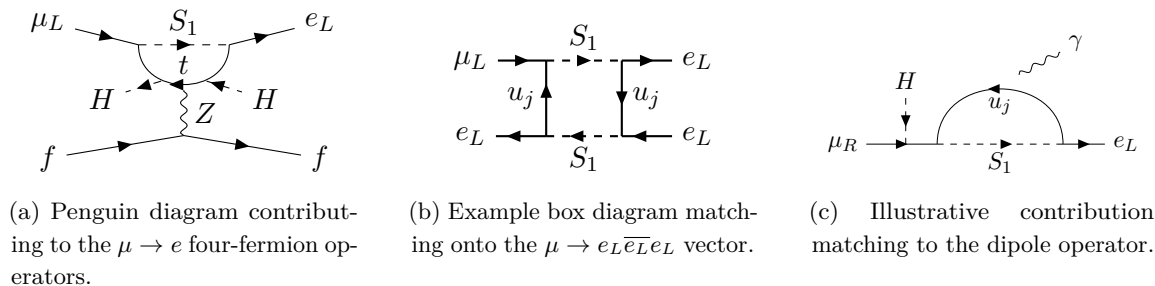 μ_L S_1 e_L
t
H H
Z
f f
(a) Penguin diagram contribut-
ing to the μ → e four-fermion op-
erators.
S_1
μ_L e_L
u_j u_j
e_L e_L
S_1
(b) Example box diagram match-
ing onto the μ → e_L\overline{e_L}e_L vector.
γ
H
u_j
μ_R e_L
S_1
(c) Illustrative contribution
matching to the dipole operator.